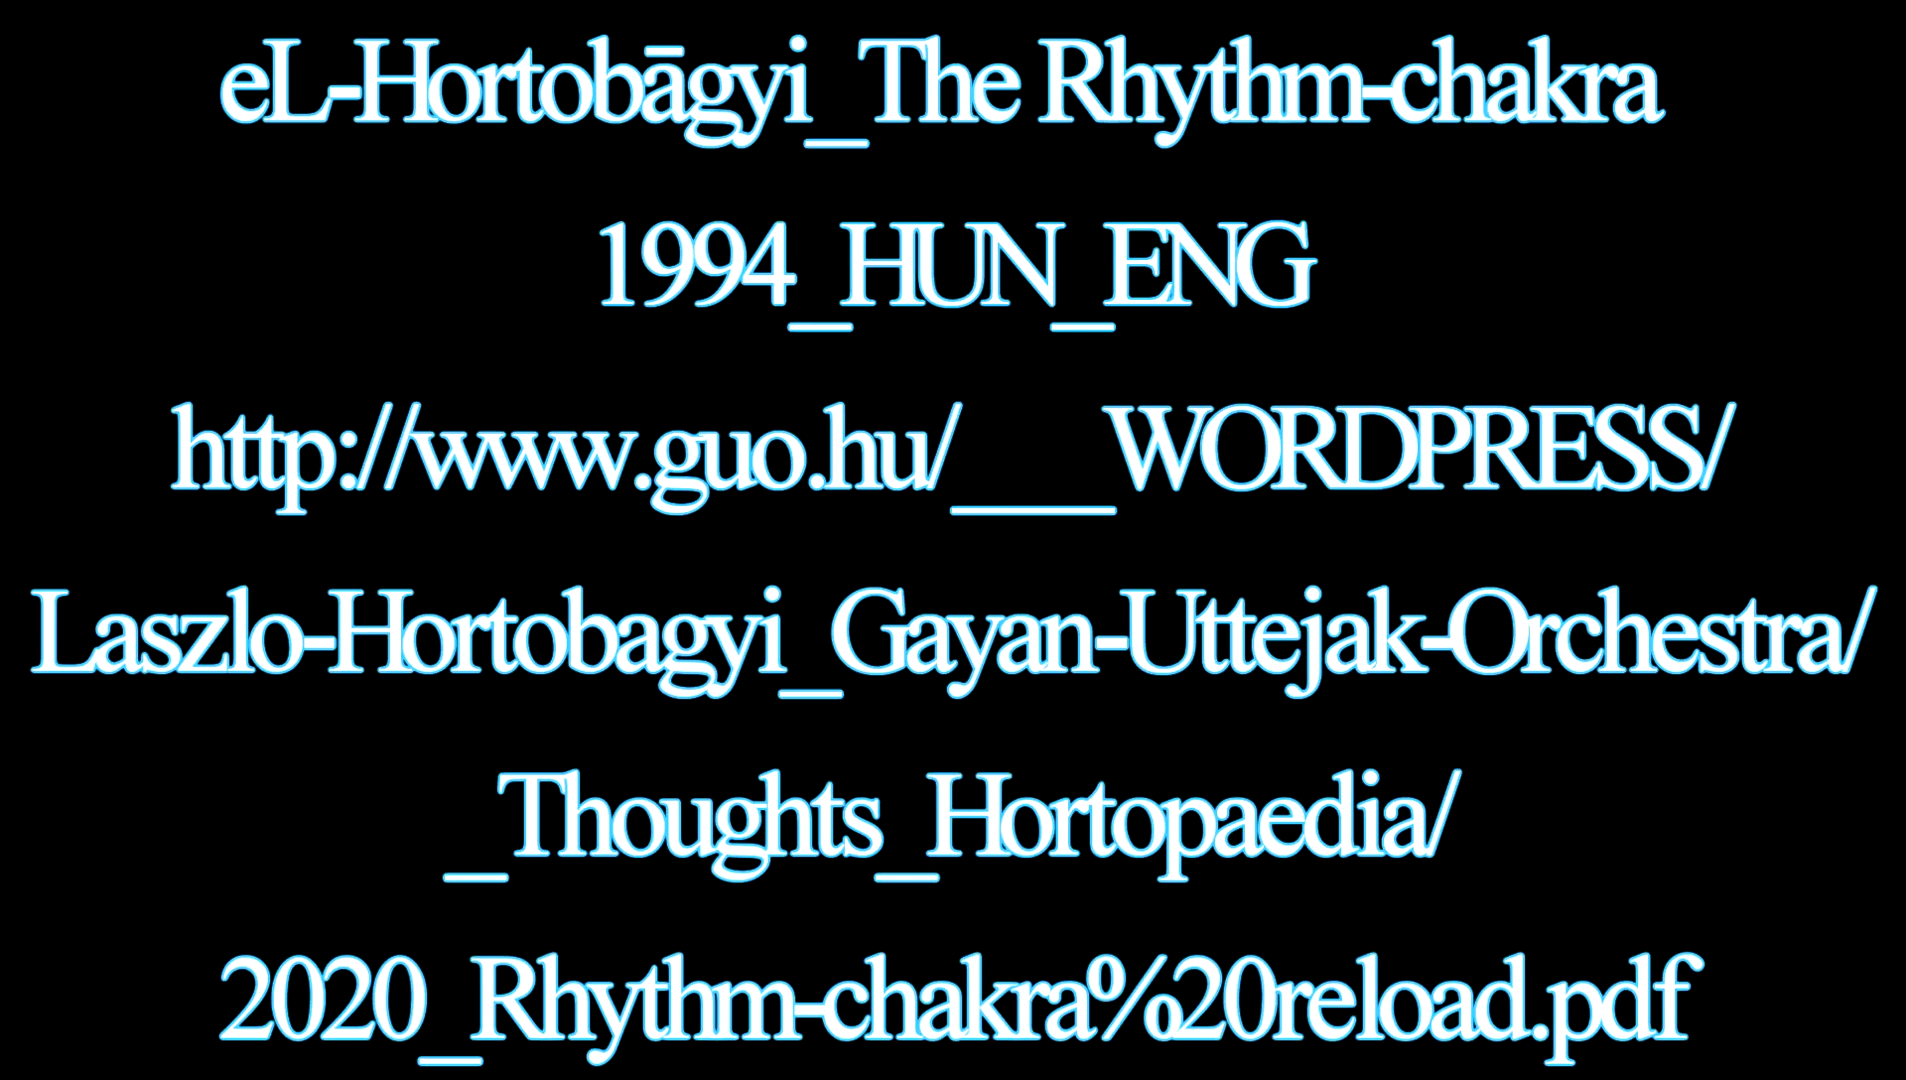 eL-Hortobāgyi_The Rhythm-chakra
1994_HUN_ENG
http://www.guo.hu/___WORDPRESS/
Laszlo-Hortobagyi_Gayan-Uttejak-Orchestra/
_Thoughts_Hortopaedia/
2020_Rhythm-chakra%20reload.pdf